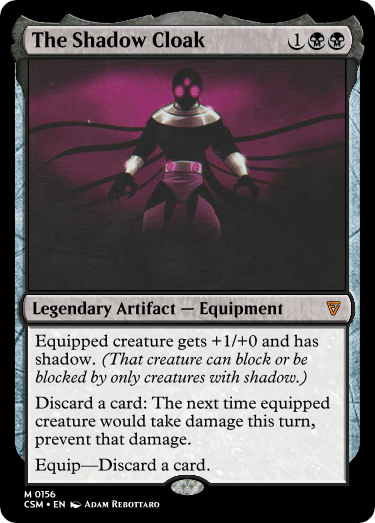 The Shadow Cloak 1
Legendary Artifact — Equipment
Equipped creature gets +1/+0 and has
shadow. (That creature can block or be
blocked by only creatures with shadow.)
Discard a card: The next time equipped
creature would take damage this turn,
prevent that damage.
Equip—Discard a card.
M 0156
CSM • EN ADAM REBOTTARO